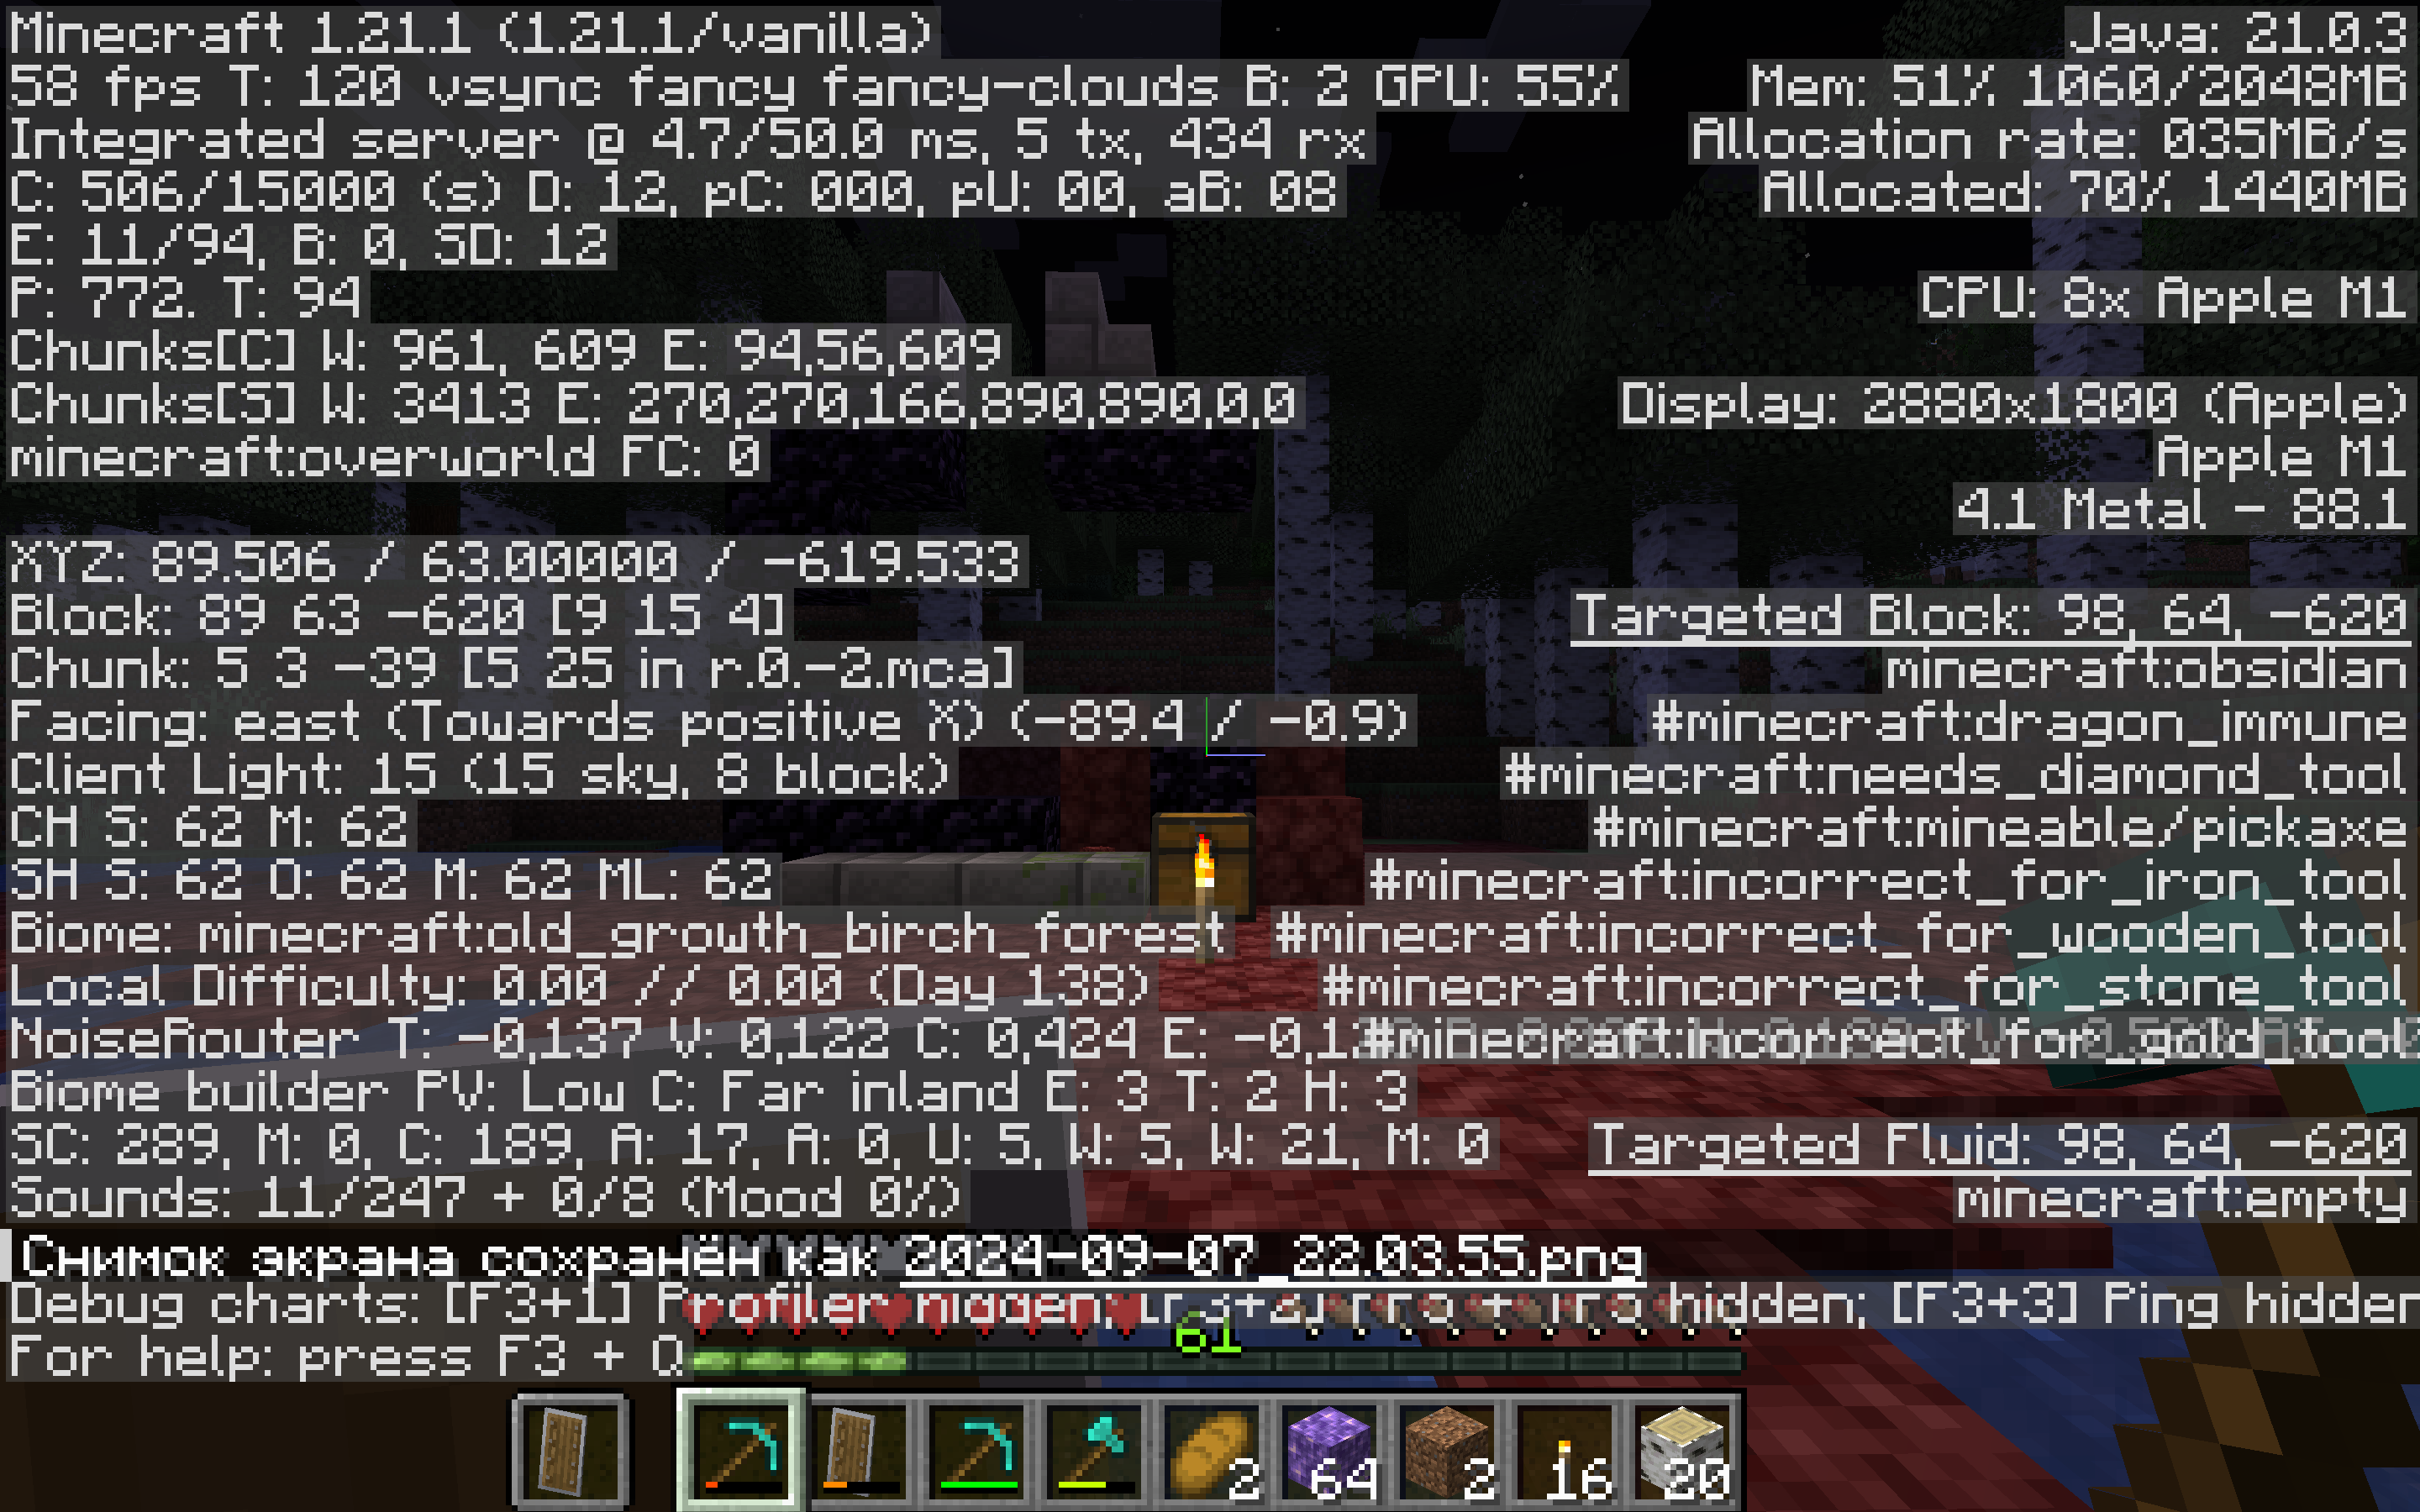 Minecraft 1.21.1 (1.21.1/vanilla)
58 fps T: 120 vsync fancy fancy-clouds B: 2 GPU: 55%
Integrated server @ 4.7/50.0 ms, 5 tx, 434 rx
C: 506/15000 (s) D: 12, pC: 000, pU: 00, aB: 08
E: 11/94, B: 0, SD: 12
P: 772. T: 94
Chunks[C] W: 961, 609 E: 94,56,609
Chunks[S] W: 3413 E: 270,270,166,890,890,0,0
minecraft:overworld FC: 0
XYZ: 89.506 / 63.00000 / -619.533
Block: 89 63 -620 [9 15 4]
Chunk: 5 3 -39 [5 25 in r.0.-2.mca]
Facing: east (Towards positive X) (-89.4 / -0.9)
Client Light: 15 (15 sky, 8 block)
CH S: 62 M: 62
SH S: 62 O: 62 M: 62 ML: 62
Biome: minecraft:old_growth_birch_forest
Local Difficulty: 0.00 // 0.00 (Day 138)
NoiseRouter T: -0,137 V: 0,122 C: 0,424 E:
Biome builder PV: Low C: Far inland E: 3 T: 2 H: 3
SC: 289, M: 0, C: 189, A: 17, A: 0, U: 5, W: 5, W: 21, M: 0
Sounds: 11/247 + 0/8 (Mood 0%)
Снимок экрана сохранён как 2024-09-07_22.03.55.png
Debug charts: [F3+1] Profiler hidden; hidden; [F3+3] Ping hidden
For help: press F3 + Q
Java: 21.0.3
Mem: 51% 1060/2048MB
Allocation rate: 035MB/s
Allocated: 70% 1440MB
CPU: 8x Apple M1
Display: 2880x1800 (Apple)
Apple M1
4.1 Metal - 88.1
Targeted Block: 98, 64, -620
minecraft:obsidian
#minecraft:dragon_immune
#minecraft:needs_diamond_tool
#minecraft:mineable/pickaxe
#minecraft:incorrect_for_iron_tool
#minecraft:incorrect_for_wooden_tool
#minecraft:incorrect_for_stone_tool
#minecraft:incorrect_for_gold_tool
Targeted Fluid: 98, 64, -620
minecraft:empty
61
2 64 2 16 20